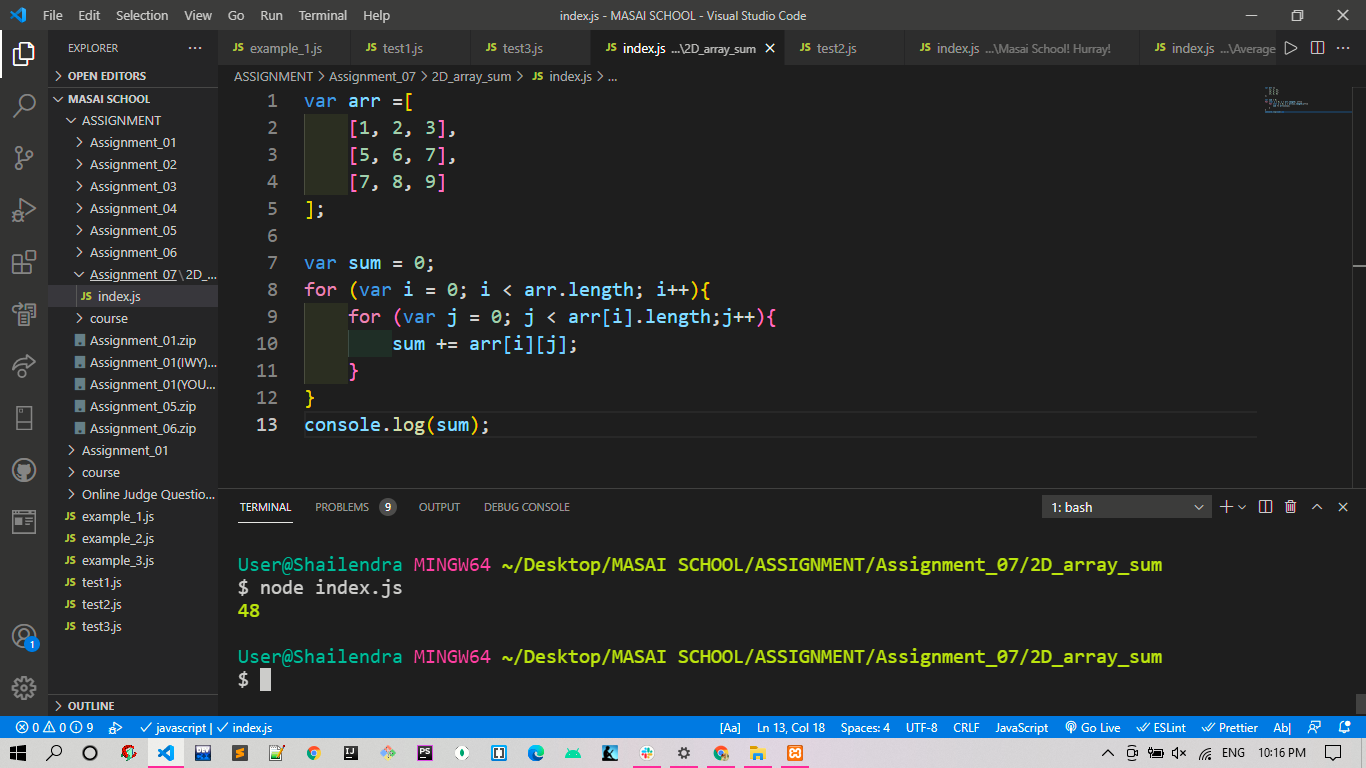 File Edit Selection View Go Run Terminal Help index.js - MASAI SCHOOL - Visual Studio Code
EXPLORER ...
example_1.js test1.js test3.js index.js ...\2D_array_sum test2.js index.js ...\Masai School! Hurray! index.js ...\Average
OPEN EDITORS
MASAI SCHOOL
ASSIGNMENT
Assignment_01
Assignment_02
Assignment_03
Assignment_04
Assignment_05
Assignment_06
Assignment_07\2D_...
index.js
course
Assignment_01.zip
Assignment_01(IWY)...
Assignment_01(YOU...
Assignment_05.zip
Assignment_06.zip
Assignment_01
course
Online Judge Questio...
example_1.js
example_2.js
example_3.js
test1.js
test2.js
test3.js
OUTLINE
ASSIGNMENT > Assignment_07 > 2D_array_sum > JS index.js > ...
1 var arr =[
2 [1, 2, 3],
3 [5, 6, 7],
4 [7, 8, 9]
5 ];
6
7 var sum = 0;
8 for (var i = 0; i < arr.length; i++){
9 for (var j = 0; j < arr[i].length;j++){
10 sum += arr[i][j];
11 }
12 }
13 console.log(sum);
TERMINAL PROBLEMS 9 OUTPUT DEBUG CONSOLE 1: bash
User@Shailendra MINGW64 ~/Desktop/MASAI SCHOOL/ASSIGNMENT/Assignment_07/2D_array_sum
$ node index.js
48
User@Shailendra MINGW64 ~/Desktop/MASAI SCHOOL/ASSIGNMENT/Assignment_07/2D_array_sum
$
1
0 0 9 javascript | index.js [Aa] Ln 13, Col 18 Spaces: 4 UTF-8 CRLF JavaScript Go Live ESLint Prettier Ab|
ENG 10:16 PM